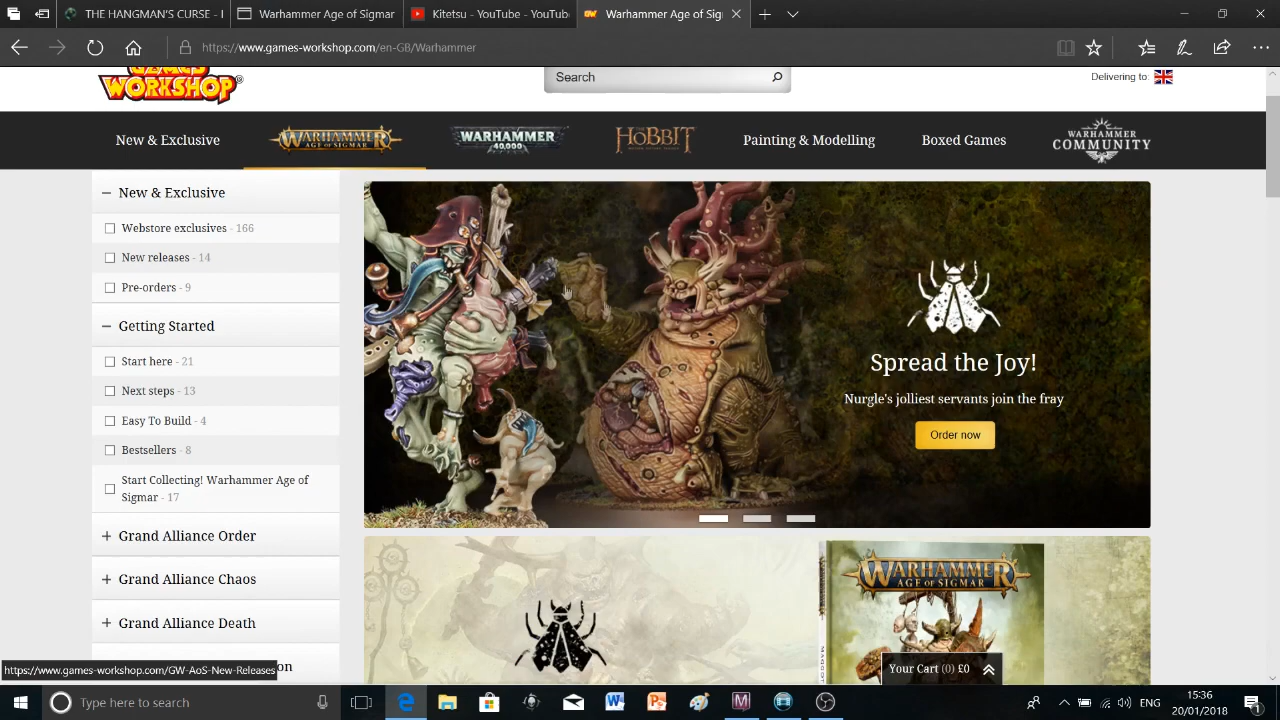 THE HANGMAN'S CURSE - I
Warhammer Age of Sigmar
Kitetsu - YouTube - YouTub
Warhammer Age of Sig
https://www.games-workshop.com/en-GB/Warhammer
GAMES
WORKSHOP
Search
Delivering to:
New & Exclusive
WARHAMMER
AGE OF SIGMAR
WARHAMMER
40,000
THE HOBBIT
Painting & Modelling
Boxed Games
WARHAMMER
COMMUNITY
New & Exclusive
Webstore exclusives - 166
New releases - 14
Pre-orders - 9
Getting Started
Start here - 21
Next steps - 13
Easy To Build - 4
Bestsellers - 8
Start Collecting! Warhammer Age of
Sigmar - 17
Grand Alliance Order
Grand Alliance Chaos
Grand Alliance Death
on
Spread the Joy!
Nurgle's jolliest servants join the fray
Order now
WARHAMMER
AGE OF SIGMAR
Your Cart (0) £0
https://www.games-workshop.com/GW-AoS-New-Releases
Type here to search
ENG
15:36
20/01/2018
1